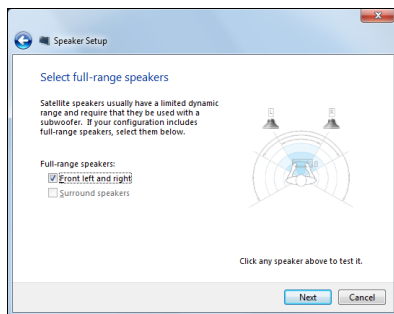 Speaker Setup
Select full-range speakers
Satellite speakers usually have a limited dynamic
range and require that they be used with a
subwoofer. If your configuration includes
full-range speakers, select them below.
L R
Full-range speakers:
Front left and right
Surround speakers
Click any speaker above to test it.
Next Cancel